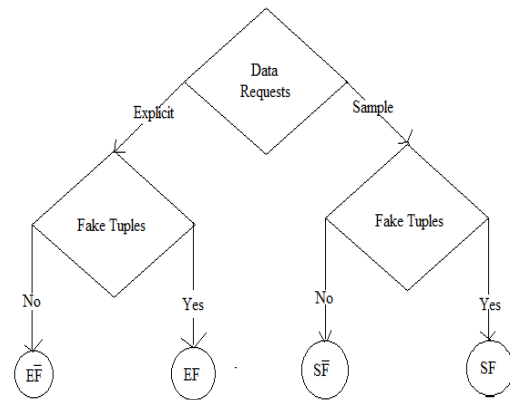 Data
Requests
Explicit
Sample
Fake Tuples
Fake Tuples
No
Yes
No
Yes
EF̅
EF
SF̅
SF